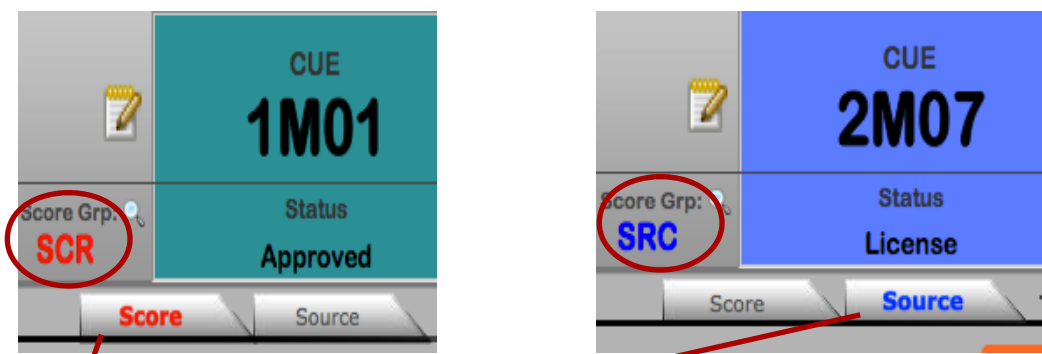 CUE
1M01
Score Grp:
SCR
Status
Approved
Score
Source
CUE
2M07
Score Grp:
SRC
Status
License
Score
Source